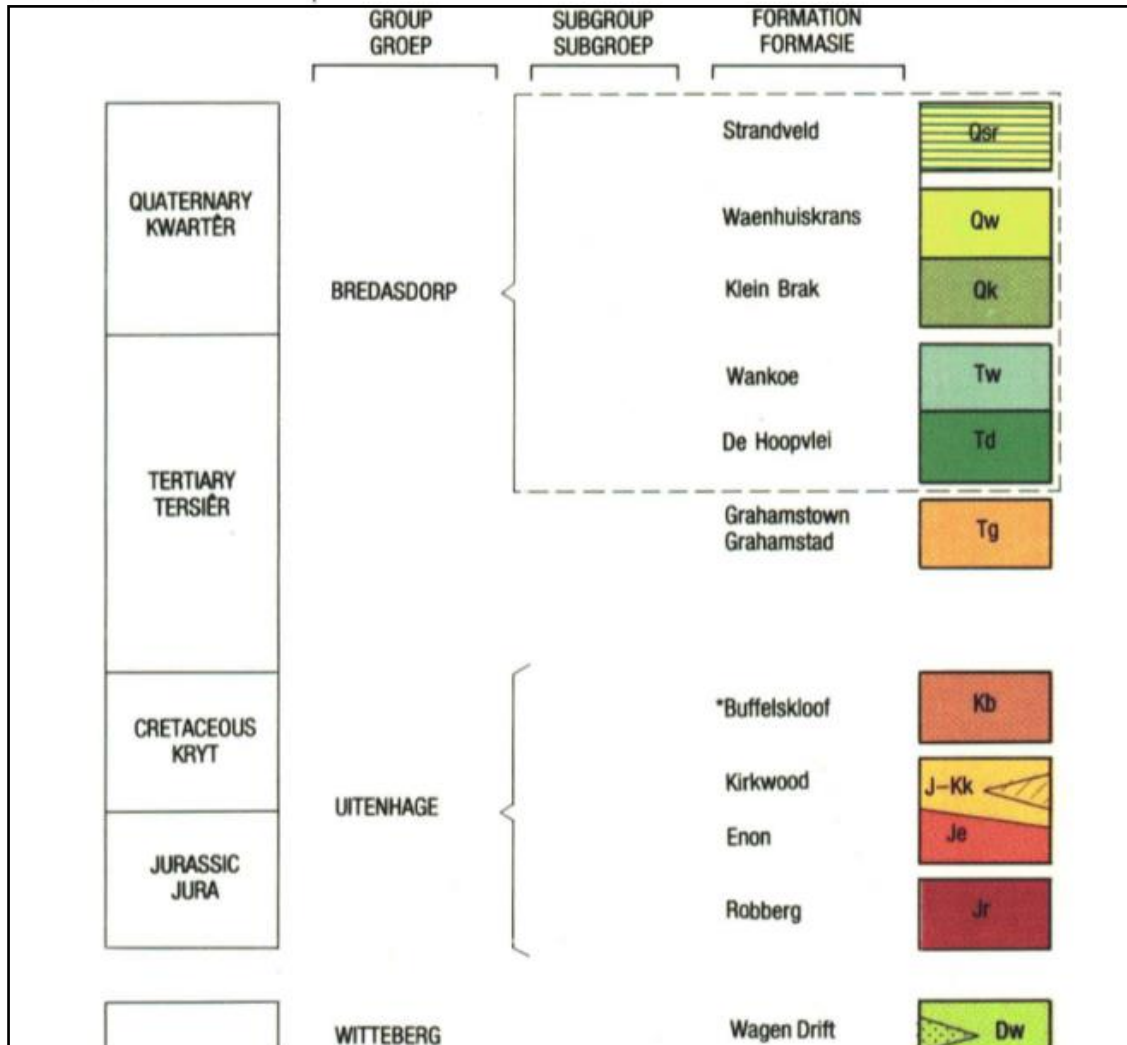 GROUP
GROEP
SUBGROUP
SUBGROEP
FORMATION
FORMASIE
QUATERNARY
KWARTÊR
BREDASDORP
Strandveld
Qsr
Waenhuiskrans
Qw
Klein Brak
Qk
TERTIARY
TERSIÊR
Wankoe
Tw
De Hoopvlei
Td
Grahamstown
Grahamstad
Tg
CRETACEOUS
KRYT
UITENHAGE
*Buffelskloof
Kb
Kirkwood
J–Kk
Enon
Je
JURASSIC
JURA
Robberg
Jr
WITTEBERG
Wagen Drift
Dw